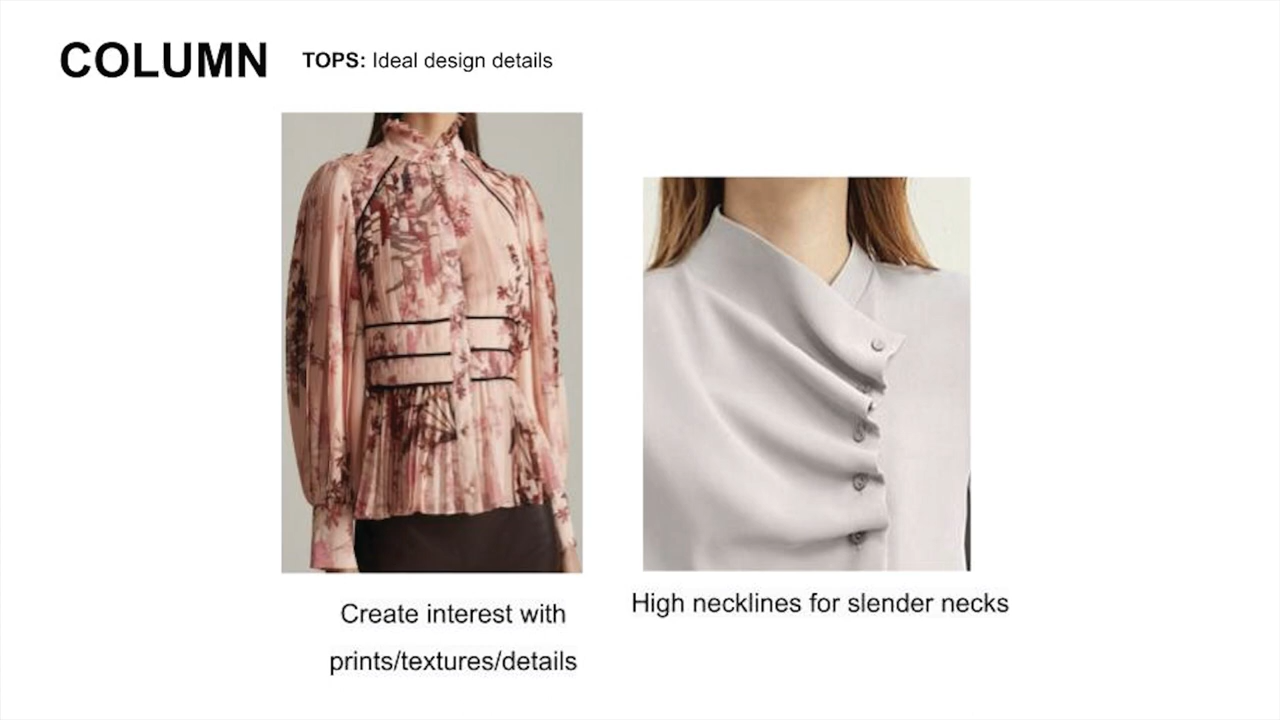 COLUMN
TOPS: Ideal design details
Create interest with
prints/textures/details
High necklines for slender necks